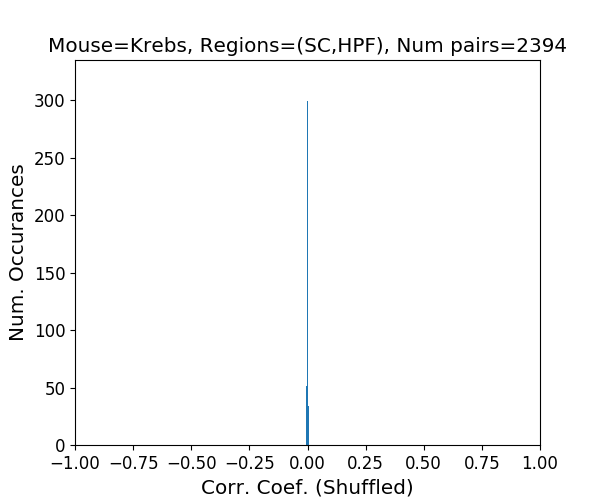 Mouse=Krebs, Regions=(SC,HPF), Num pairs=2394
300
250
200
150
100
50
0
Num. Occurances
−1.00 −0.75 −0.50 −0.25 0.00 0.25 0.50 0.75 1.00
Corr. Coef. (Shuffled)